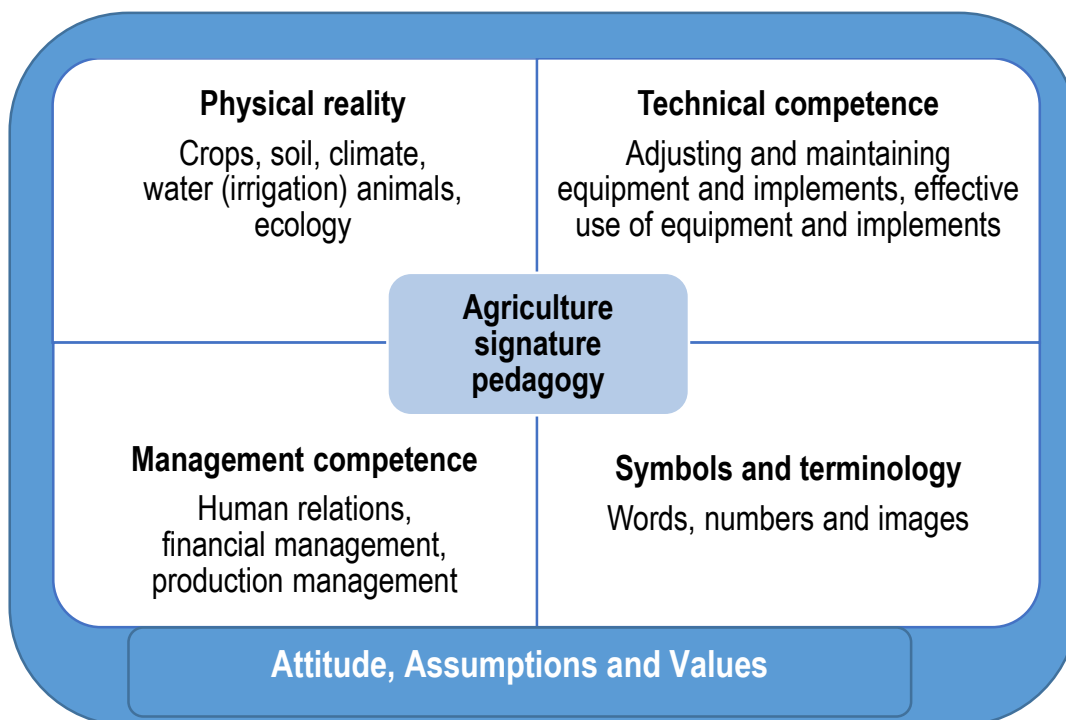 Physical reality
Crops, soil, climate,
water (irrigation) animals,
ecology
Technical competence
Adjusting and maintaining
equipment and implements, effective
use of equipment and implements
Agriculture
signature
pedagogy
Management competence
Human relations,
financial management,
production management
Symbols and terminology
Words, numbers and images
Attitude, Assumptions and Values